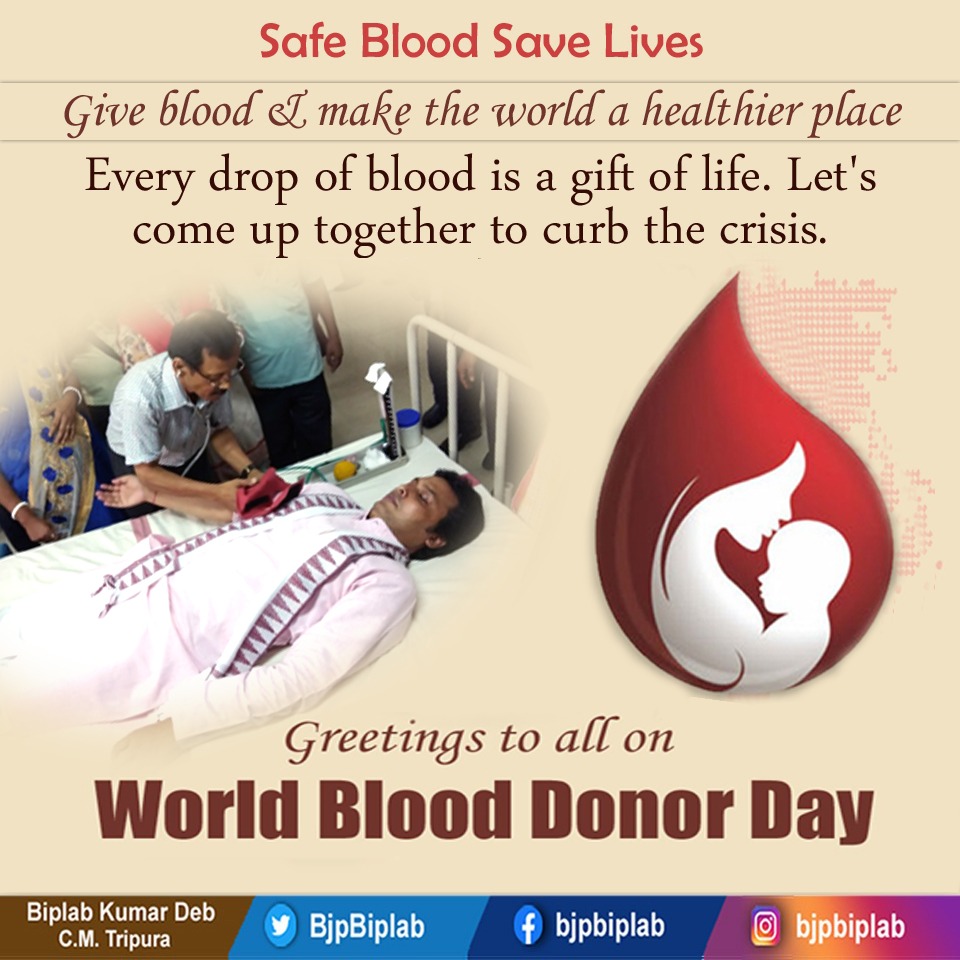 Safe Blood Save Lives
Give blood & make the world a healthier place
Every drop of blood is a gift of life. Let's
come up together to curb the crisis.
Greetings to all on
World Blood Donor Day
Biplab Kumar Deb
C.M. Tripura
BjpBiplab
bjpbiplab
bjpbiplab